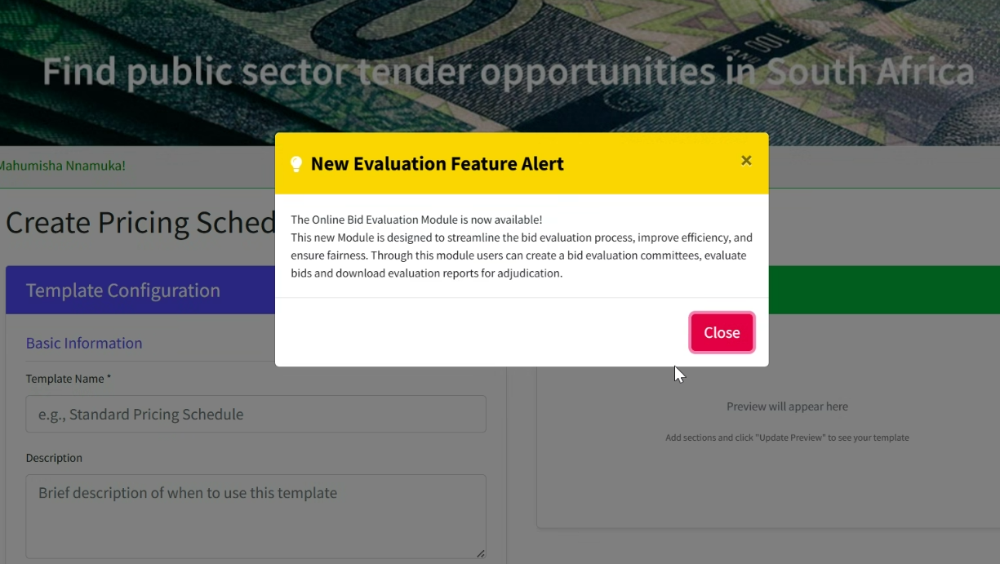 Find public sector tender opportunities in South Africa
100
RAND
Mahumisha Nnamuka!
New Evaluation Feature Alert
×
The Online Bid Evaluation Module is now available!
This new Module is designed to streamline the bid evaluation process, improve efficiency, and
ensure fairness. Through this module users can create a bid evaluation committees, evaluate
bids and download evaluation reports for adjudication.
Close
Create Pricing Sched
Template Configuration
Basic Information
Template Name *
e.g., Standard Pricing Schedule
Description
Brief description of when to use this template
Preview will appear here
Add sections and click "Update Preview" to see your template